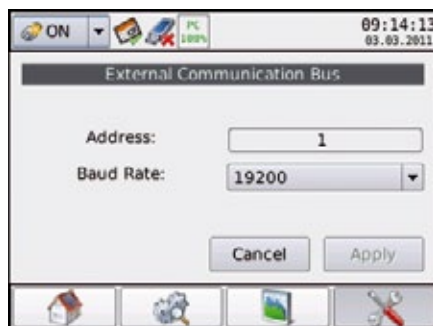 ON PC 100% 09:14:13
03.03.2011
External Communication Bus
Address: 1
Baud Rate: 19200
Cancel Apply